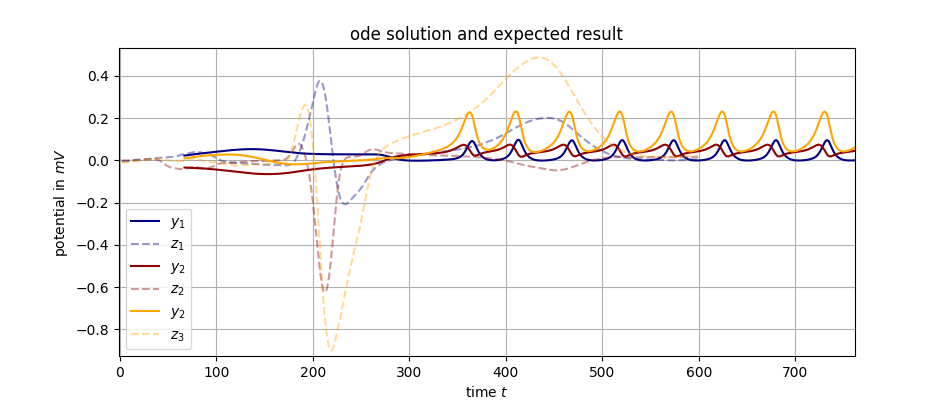 ode solution and expected result
potential in mV
0.4
0.2
0.0
−0.2
−0.4
−0.6
−0.8
y₁
z₁
y₂
z₂
y₂
z₃
0 100 200 300 400 500 600 700
time t